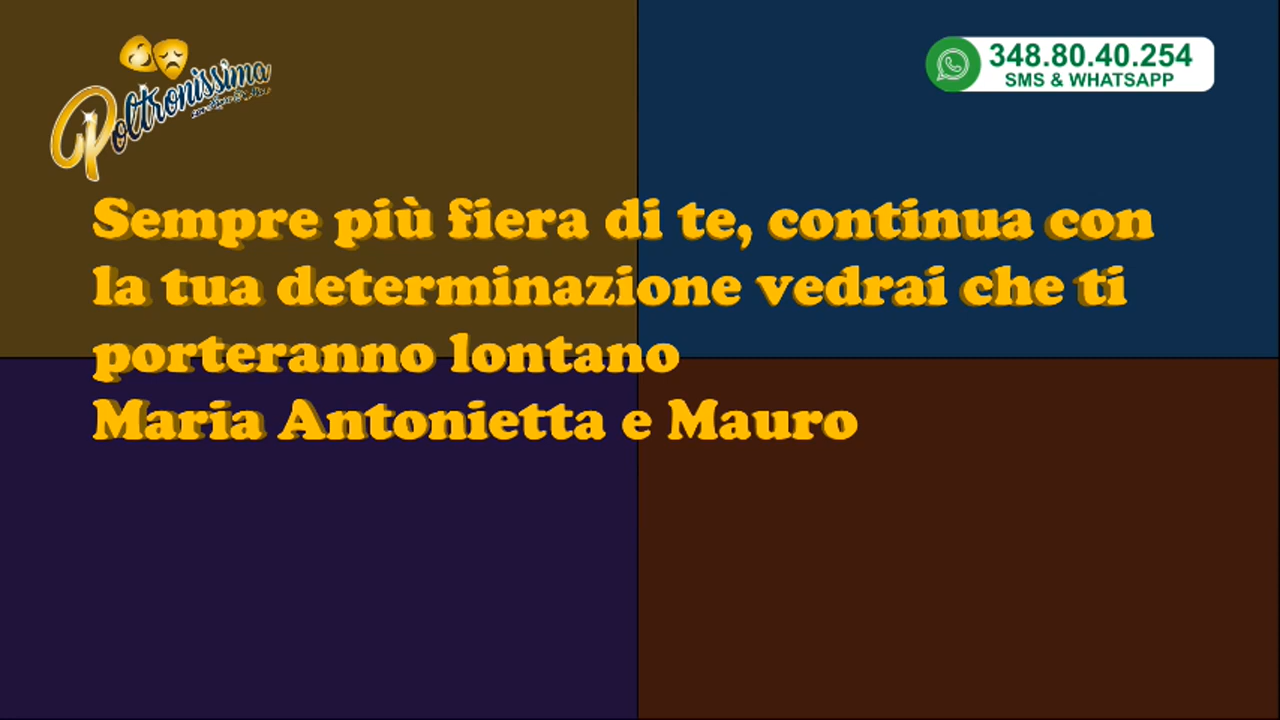 Poltronissima
348.80.40.254
SMS & WHATSAPP
Sempre più fiera di te, continua con
la tua determinazione vedrai che ti
porteranno lontano
Maria Antonietta e Mauro